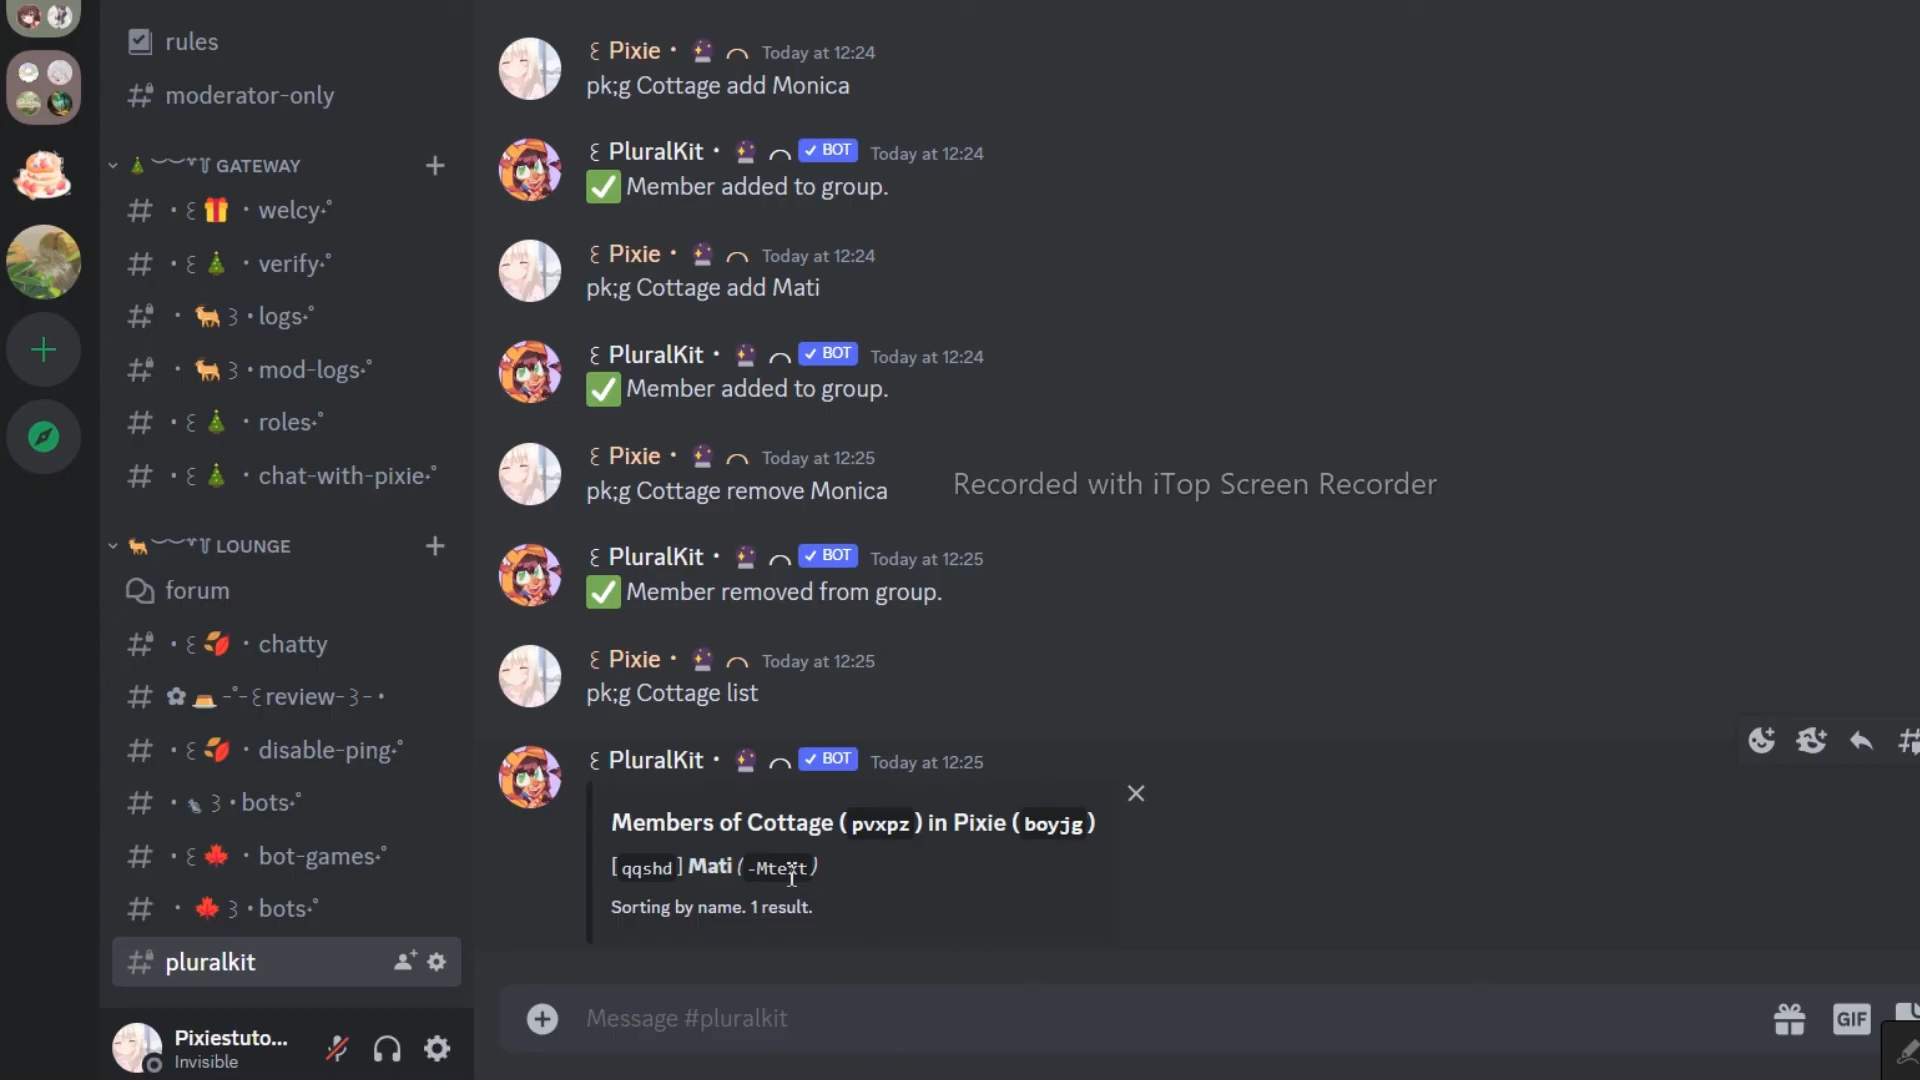 rules
moderator-only
GATEWAY
welcy
verify
logs
mod-logs
roles
chat-with-pixie
LOUNGE
forum
chatty
review
disable-ping
bots
bot-games
bots
pluralkit
Pixiestuto...
Invisible
Pixie Today at 12:24
pk;g Cottage add Monica
PluralKit BOT Today at 12:24
Member added to group.
Pixie Today at 12:24
pk;g Cottage add Mati
PluralKit BOT Today at 12:24
Member added to group.
Pixie Today at 12:25
pk;g Cottage remove Monica
Recorded with iTop Screen Recorder
PluralKit BOT Today at 12:25
Member removed from group.
Pixie Today at 12:25
pk;g Cottage list
PluralKit BOT Today at 12:25
Members of Cottage (pvxpz) in Pixie (boyjg)
[qqshd] Mati (-Mtext)
Sorting by name. 1 result.
Message #pluralkit
GIF